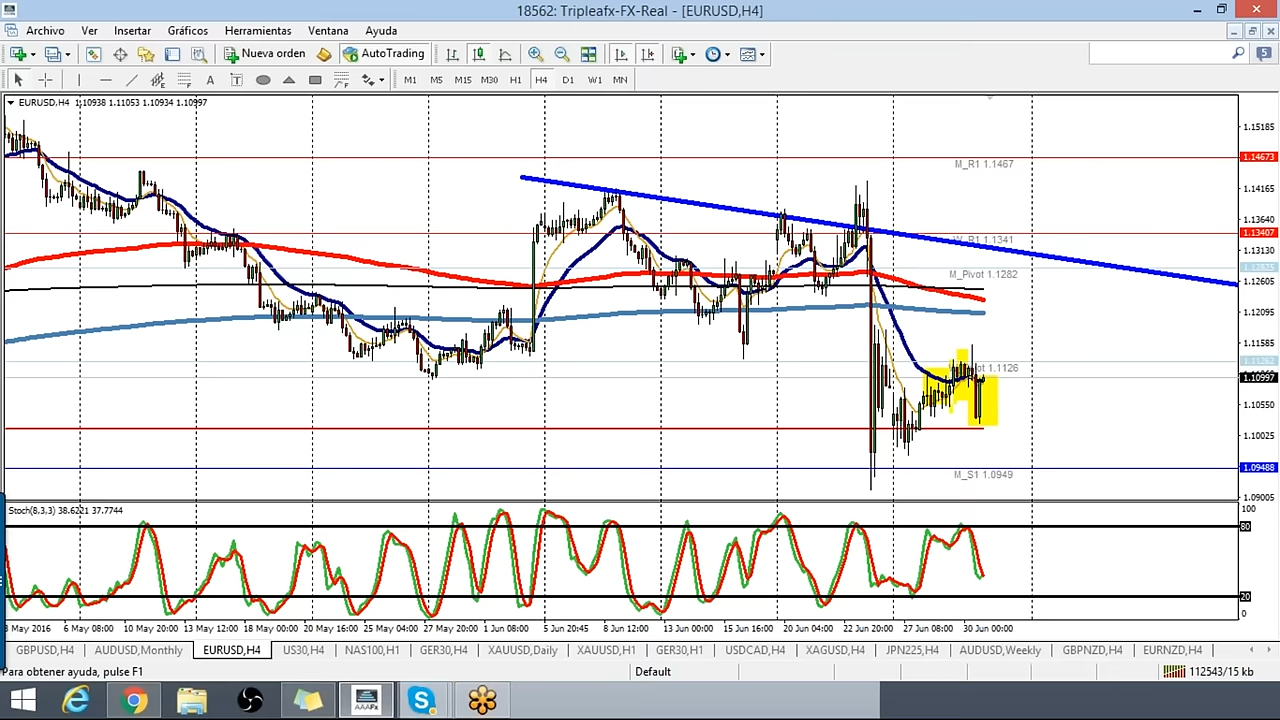 18562: Tripleafx-FX-Real - [EURUSD,H4]
Archivo Ver Insertar Gráficos Herramientas Ventana Ayuda
Nueva orden AutoTrading
A T M1 M5 M15 M30 H1 H4 D1 W1 MN
EURUSD,H4 1.10938 1.11053 1.10934 1.10997
1.15185
M_R1 1.1467 1.14673
1.14165
1.13640
W_R1 1.1341 1.13407
1.13130
M_Pivot 1.1282
1.12605
1.12095
1.11585
1.1126
1.10997
1.10550
1.10025
M_S1 1.0949 1.09488
1.09005
Stoch(8,3,3) 38.6221 37.7744
100
80
20
0
3 May 2016 6 May 08:00 10 May 20:00 13 May 12:00 18 May 00:00 20 May 16:00 25 May 04:00 27 May 20:00 1 Jun 08:00 5 Jun 20:45 8 Jun 12:00 13 Jun 00:00 15 Jun 16:00 20 Jun 04:00 22 Jun 20:00 27 Jun 08:00 30 Jun 00:00
GBPUSD,H4 AUDUSD,Monthly EURUSD,H4 US30,H4 NAS100,H1 GER30,H4 XAUUSD,Daily XAUUSD,H1 GER30,H1 USDCAD,H4 XAGUSD,H4 JPN225,H4 AUDUSD,Weekly GBPNZD,H4 EURNZD,H4
Para obtener ayuda, pulse F1 Default 112543/15 kb